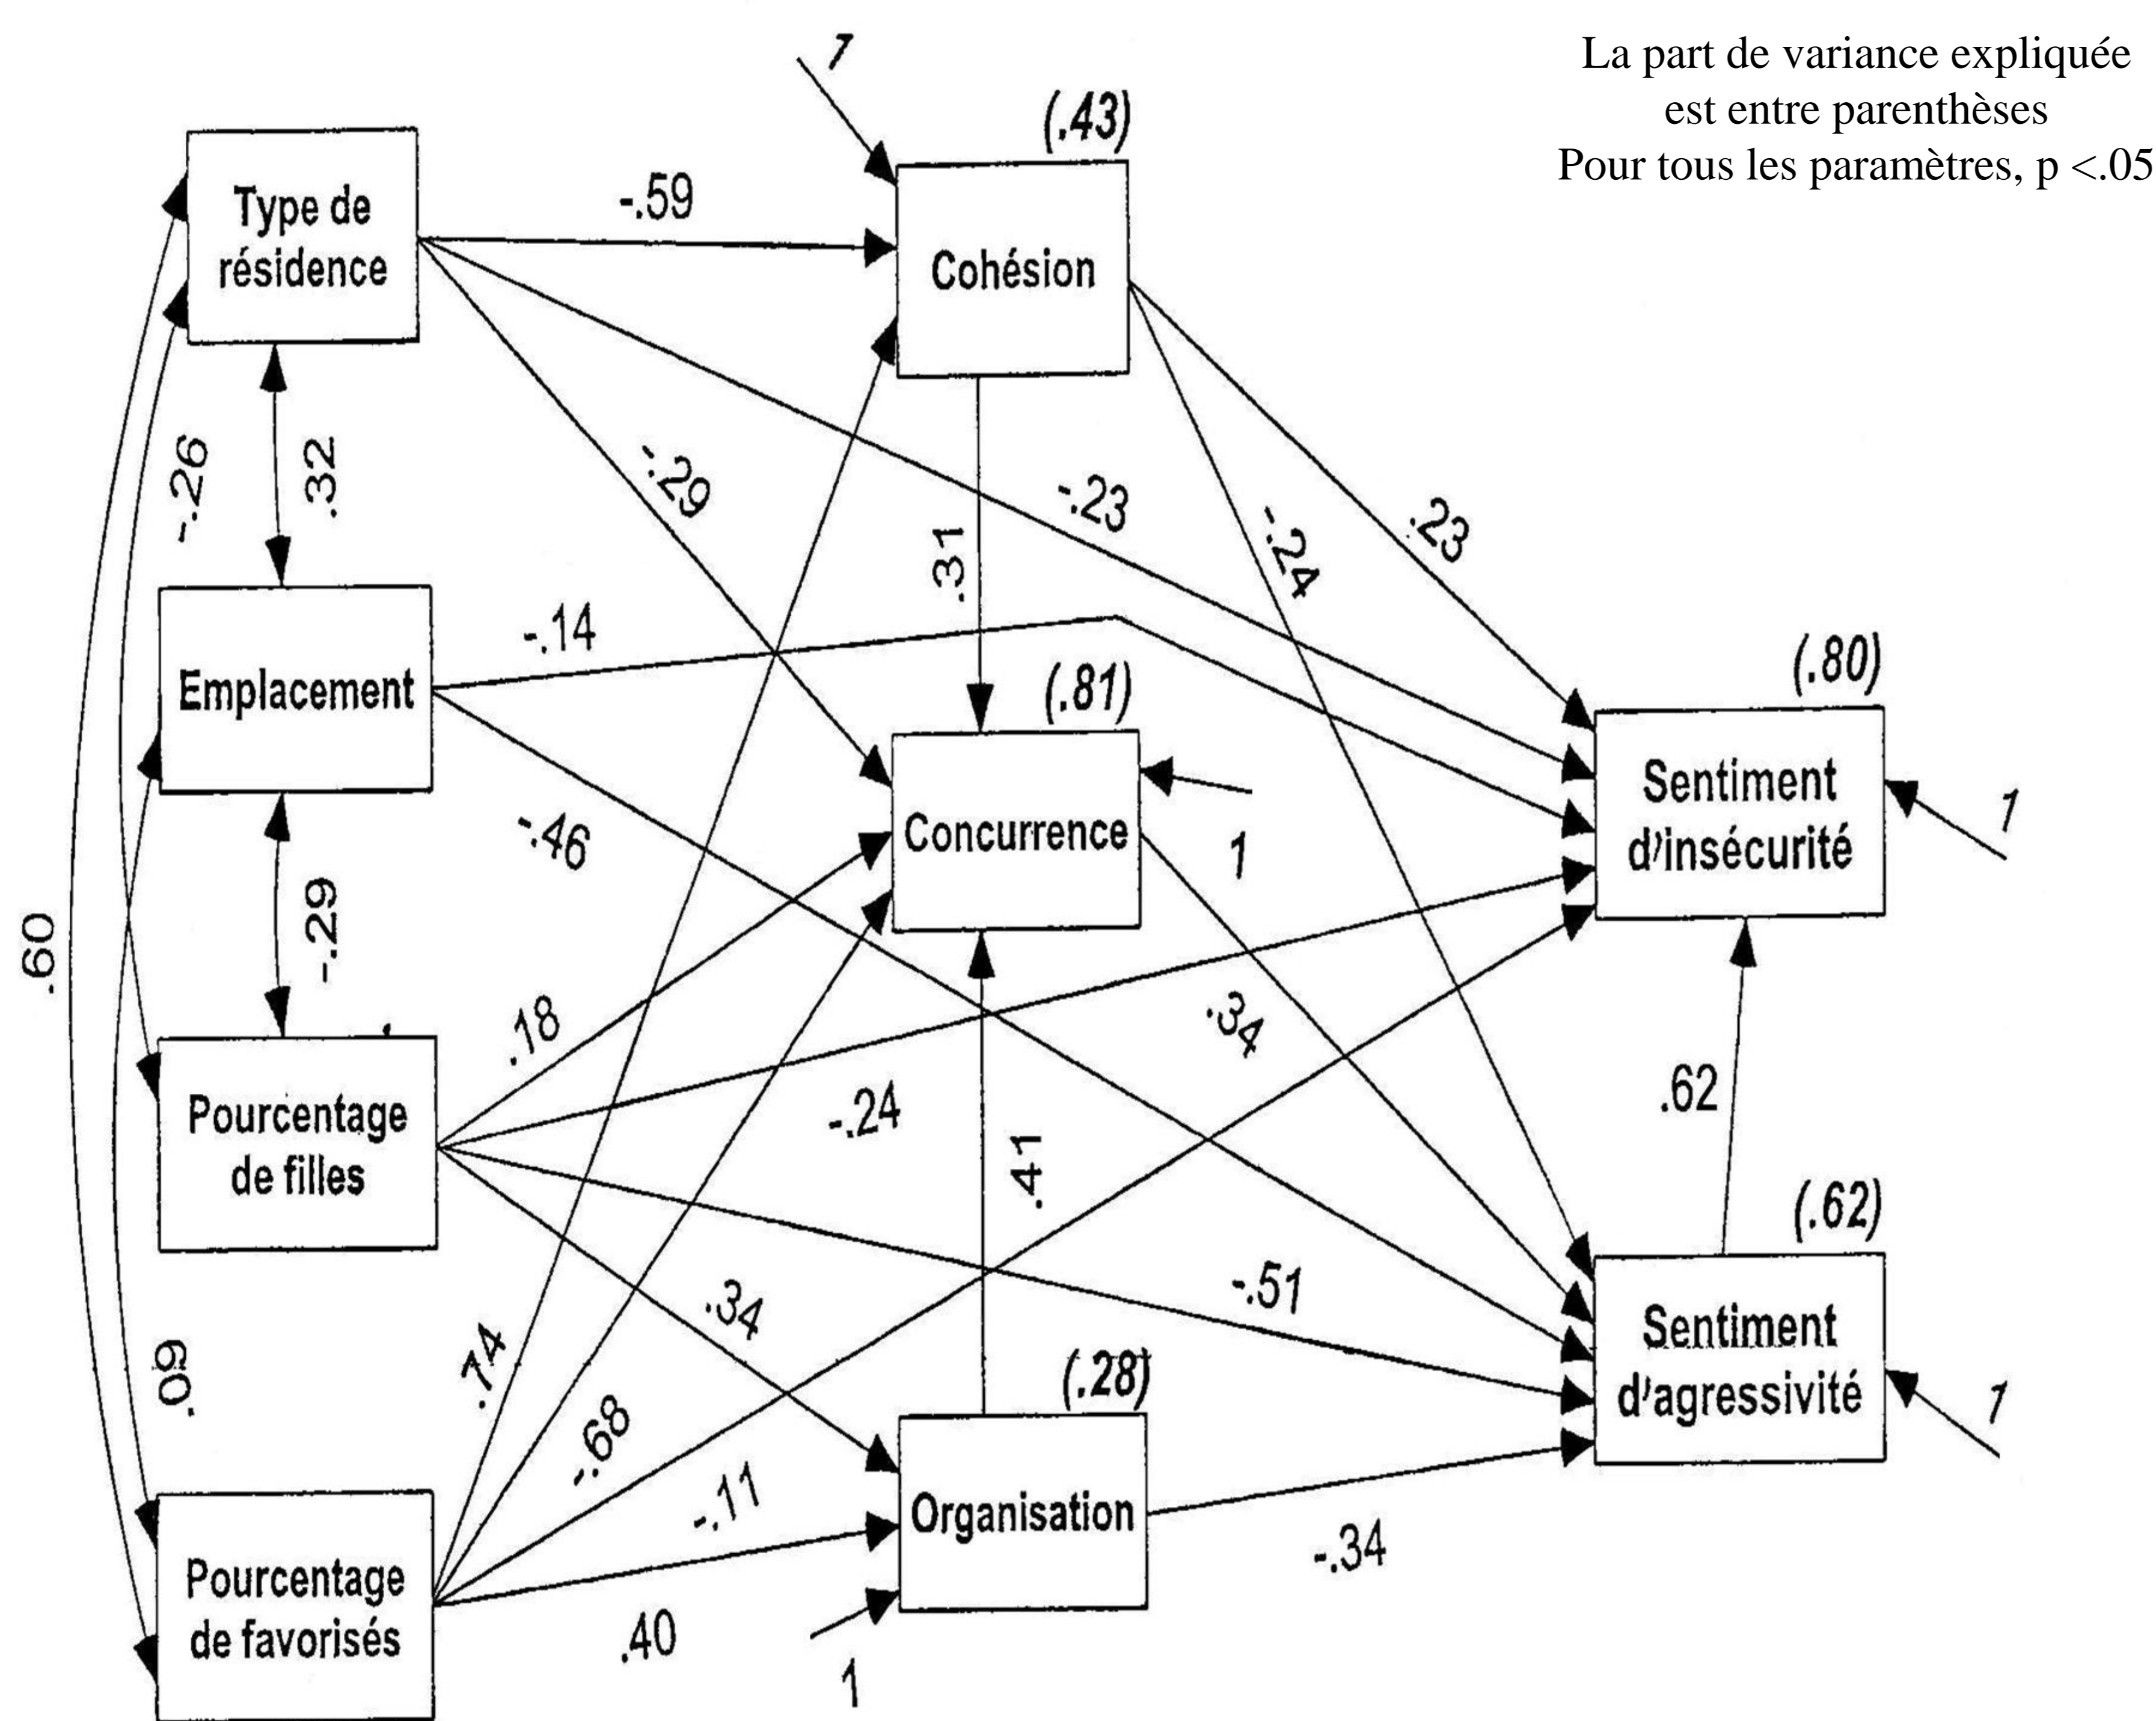 La part de variance expliquée
est entre parenthèses
Pour tous les paramètres, p <.05
1
(.43)
Type de
résidence
-.59
Cohésion
-.26
.32
-.29
-.23
.31
-.24
.23
Emplacement
-.14
(.81)
(.80)
-.46
Concurrence
1
Sentiment
d'insécurité
1
.60
-.29
.18
.34
-.24
.62
Pourcentage
de filles
.41
(.62)
.34
-.51
.09
.74
-.68
(.28)
Sentiment
d'agressivité
1
-.11
Organisation
-.34
Pourcentage
de favorisés
.40
1